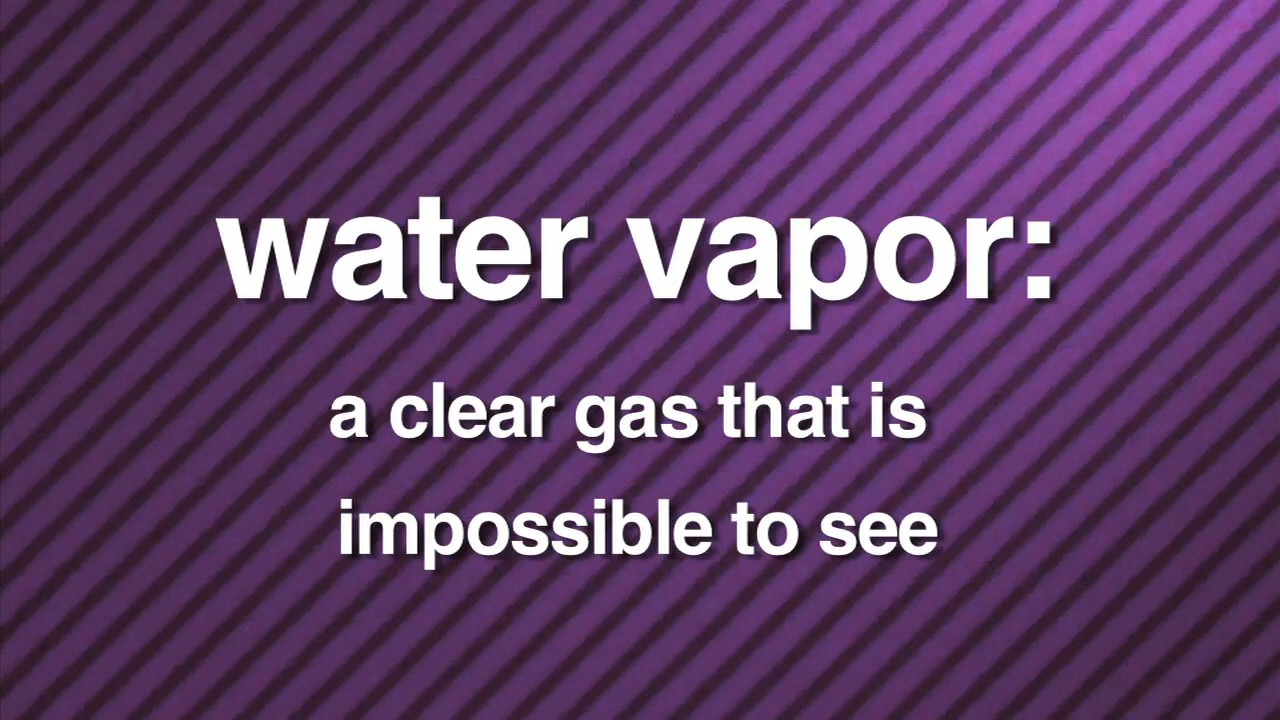 water vapor:
a clear gas that is
impossible to see